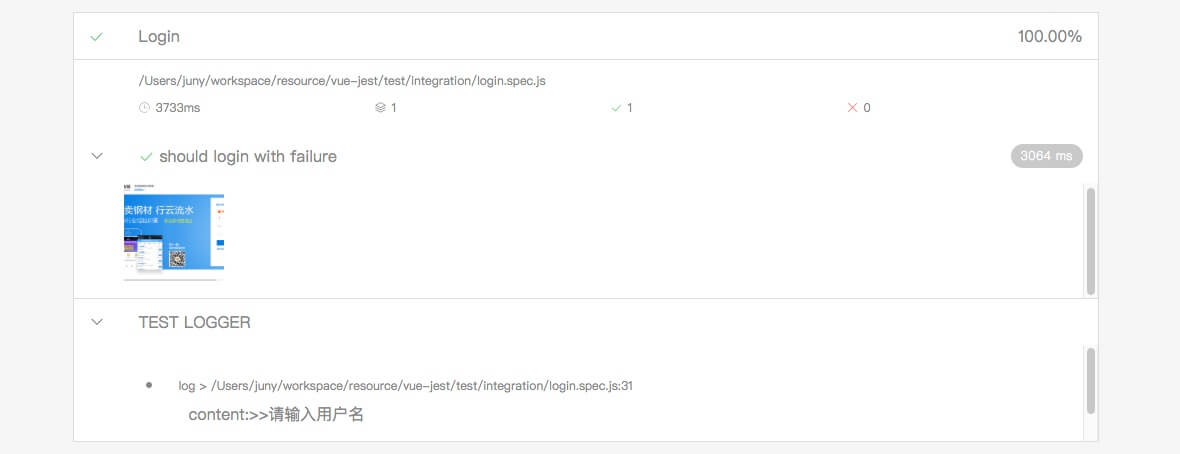 Login
100.00%
/Users/juny/workspace/resource/vue-jest/test/integration/login.spec.js
3733ms
1
1
0
should login with failure
3064 ms
卖钢材 行云流水
TEST LOGGER
log > /Users/juny/workspace/resource/vue-jest/test/integration/login.spec.js:31
content:>>请输入用户名